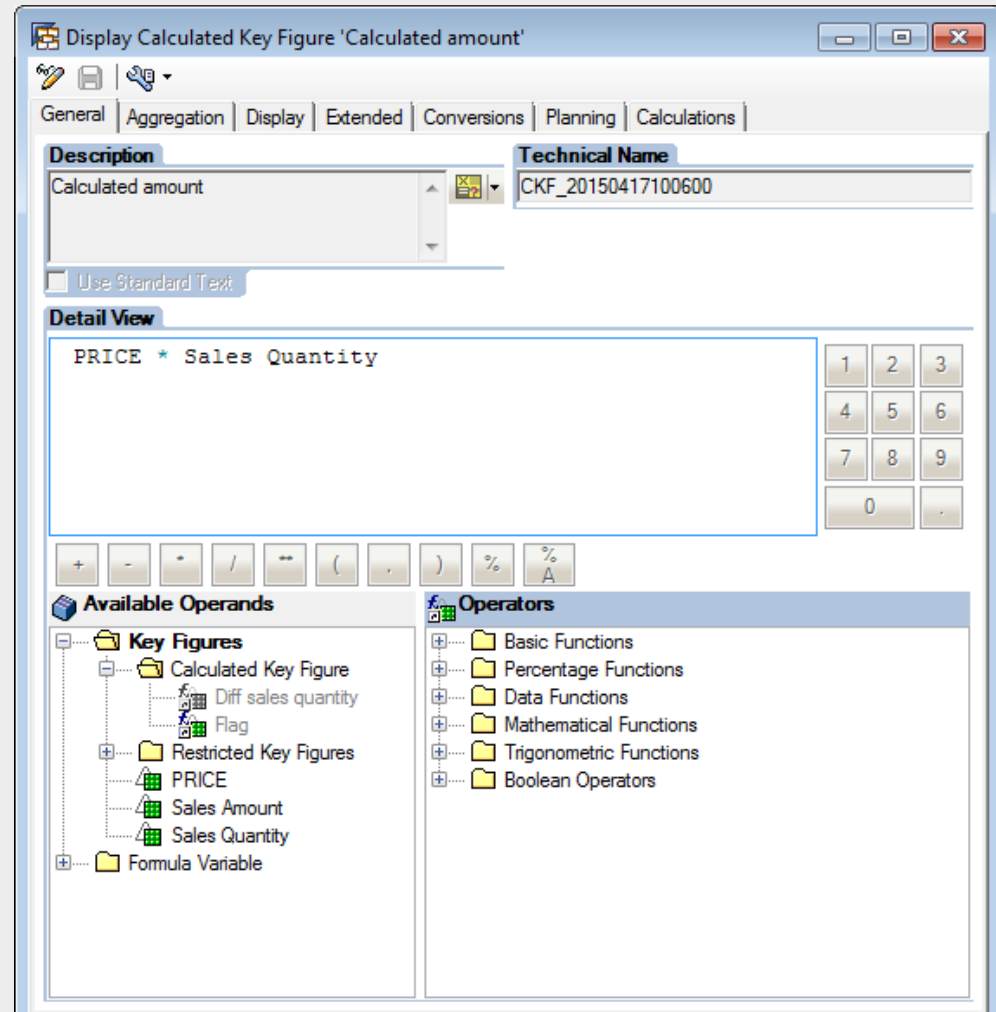 Display Calculated Key Figure 'Calculated amount'
General Aggregation Display Extended Conversions Planning Calculations
Description Technical Name
Calculated amount CKF_20150417100600
Use Standard Text
Detail View
PRICE * Sales Quantity
1 2 3
4 5 6
7 8 9
0 .
+ - * / ** ( , ) % %A
Available Operands Operators
Key Figures Basic Functions
Calculated Key Figure Percentage Functions
Diff sales quantity Data Functions
Flag Mathematical Functions
Restricted Key Figures Trigonometric Functions
PRICE Boolean Operators
Sales Amount
Sales Quantity
Formula Variable